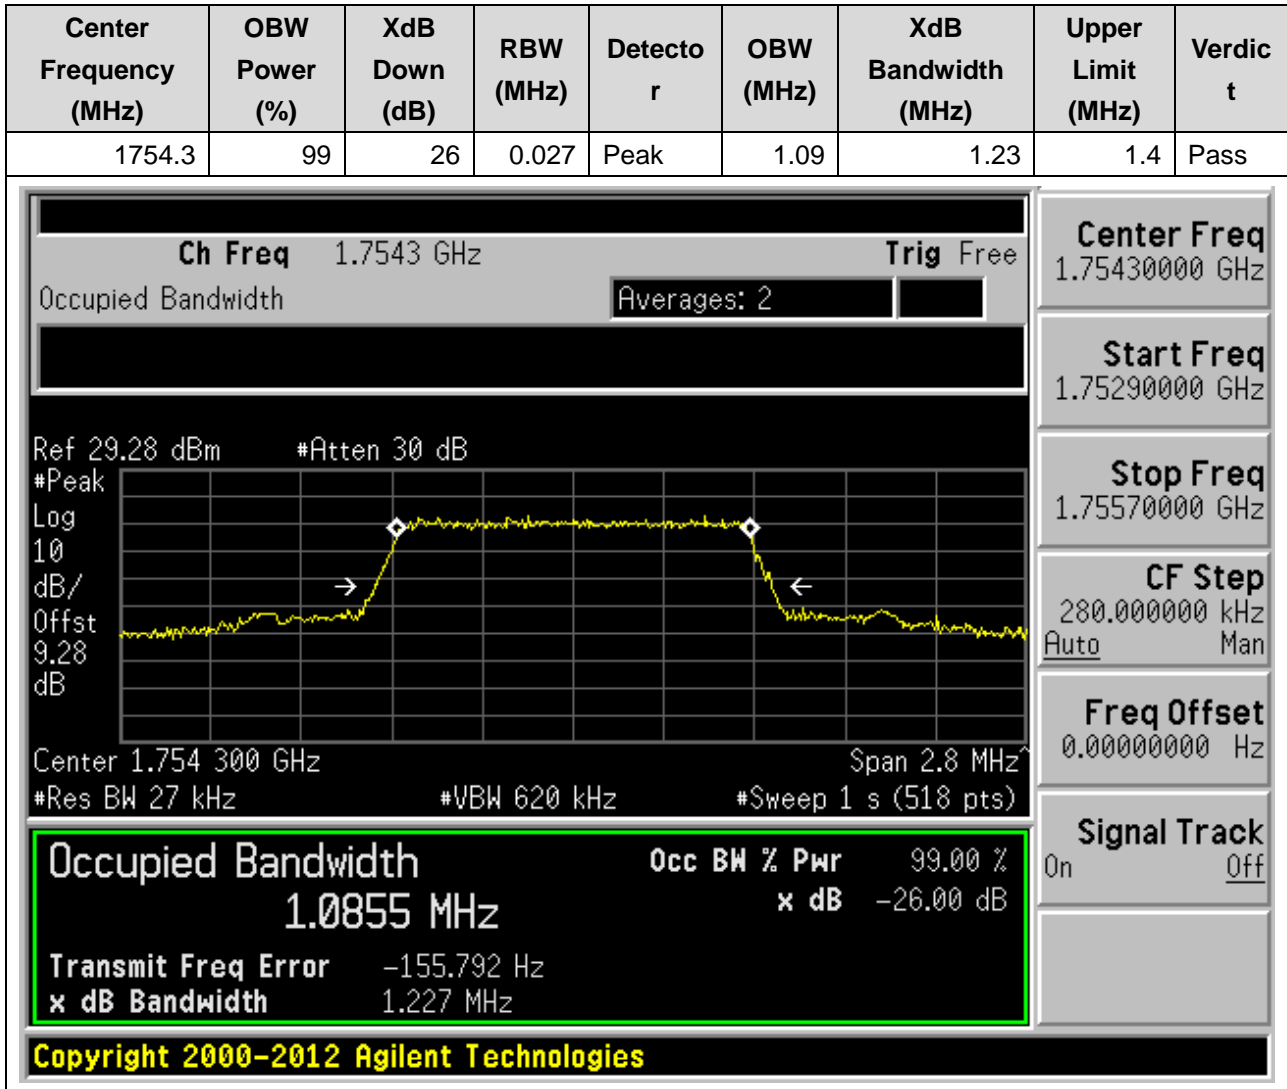 Center Frequency (MHz) OBW Power (%) XdB Down (dB) RBW (MHz) Detecto r OBW (MHz) XdB Bandwidth (MHz) Upper Limit (MHz) Verdic t
1754.3 99 26 0.027 Peak 1.09 1.23 1.4 Pass
Ch Freq 1.7543 GHz Trig Free
Occupied Bandwidth Averages: 2
Ref 29.28 dBm #Atten 30 dB
#Peak
Log
10
dB/
Offst
9.28
dB
Center 1.754 300 GHz Span 2.8 MHz^
#Res BW 27 kHz #VBW 620 kHz #Sweep 1 s (518 pts)
Occupied Bandwidth Occ BW % Pwr 99.00 %
1.0855 MHz x dB -26.00 dB
Transmit Freq Error -155.792 Hz
x dB Bandwidth 1.227 MHz
Copyright 2000-2012 Agilent Technologies
Center Freq
1.75430000 GHz
Start Freq
1.75290000 GHz
Stop Freq
1.75570000 GHz
CF Step
280.000000 kHz
Auto Man
Freq Offset
0.00000000 Hz
Signal Track
On Off